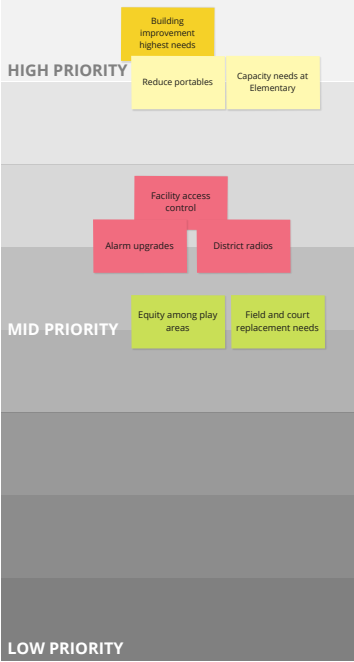 Building
improvement
highest needs
HIGH PRIORITY
Reduce portables
Capacity needs at
Elementary
Facility access
control
Alarm upgrades
District radios
Equity among play
areas
Field and court
replacement needs
MID PRIORITY
LOW PRIORITY